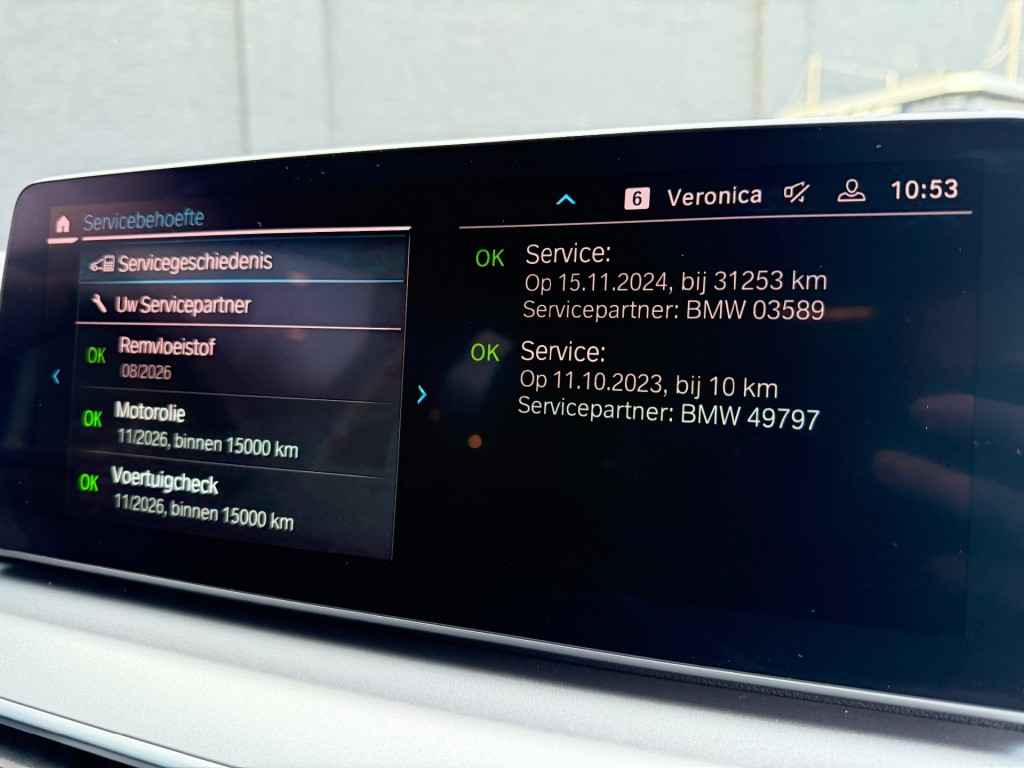 6 Veronica 10:53
Servicebehoefte
Servicegeschiedenis
Uw Servicepartner
OK Remvloeistof
08/2026
OK Motorolie
11/2026, binnen 15000 km
OK Voertuigcheck
11/2026, binnen 15000 km
OK Service:
Op 15.11.2024, bij 31253 km
Servicepartner: BMW 03589
OK Service:
Op 11.10.2023, bij 10 km
Servicepartner: BMW 49797